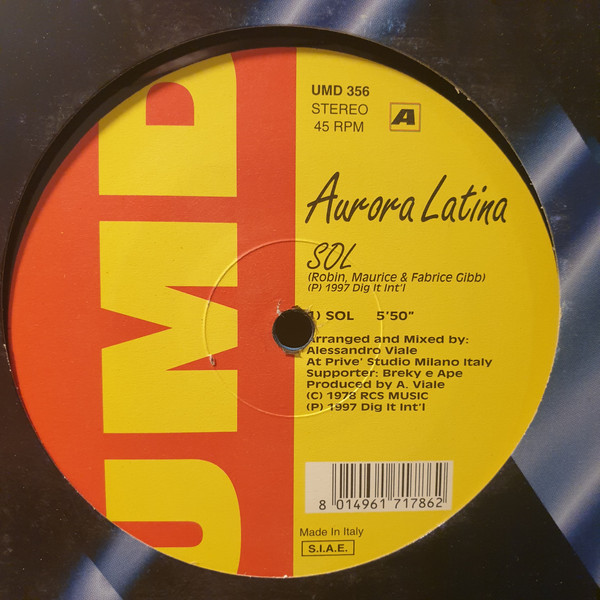 UMD
UMD 356
STEREO
45 RPM
A
Aurora Latina
SOL
(Robin, Maurice & Fabrice Gibb)
(P) 1997 Dig It Int'l
1) SOL 5'50"
Arranged and Mixed by:
Alessandro Viale
At Prive' Studio Milano Italy
Supporter: Breky e Ape
Produced by A. Viale
(C) 1978 RCS MUSIC
(P) 1997 Dig It Int'l
8 014961 717862
Made In Italy
S.I.A.E.